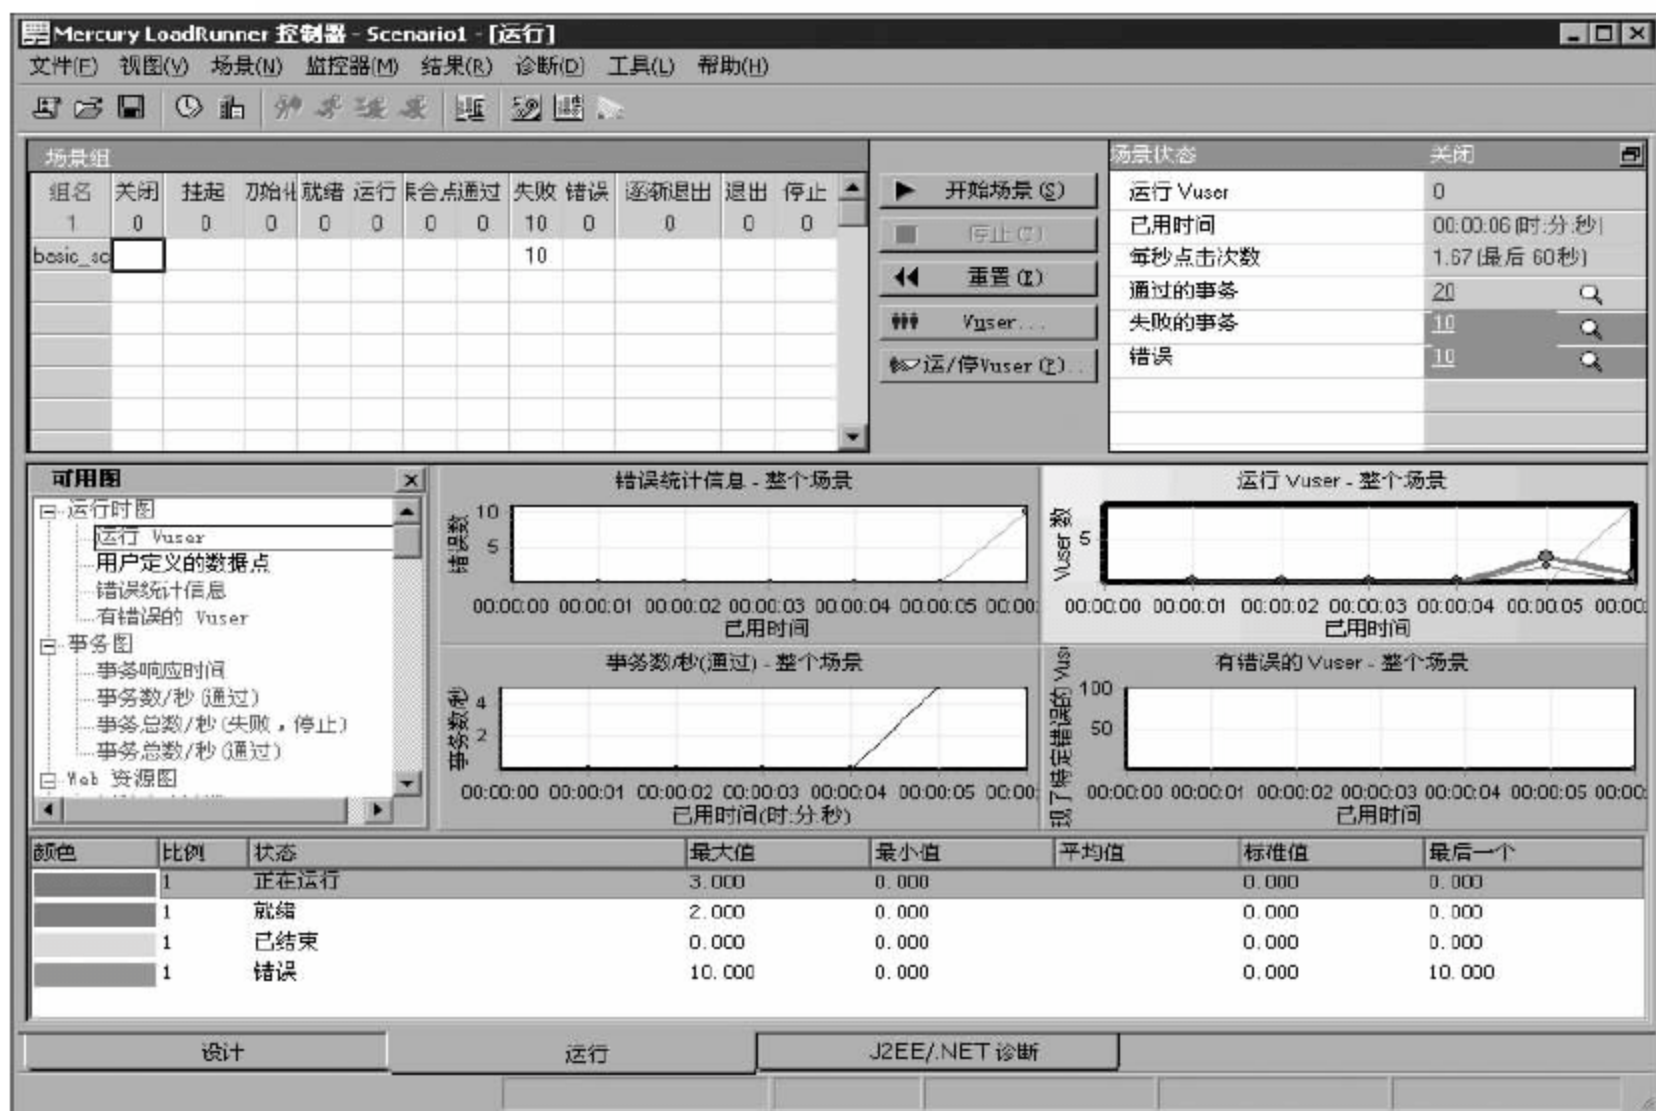 Mercury LoadRunner 控制器 - Scenario1 - [运行]
文件(F) 视图(V) 场景(N) 监控器(M) 结果(R) 诊断(D) 工具(L) 帮助(H)
场景组
组名 关闭 挂起 初始化 就绪 运行 集合点 通过 失败 错误 逐渐退出 退出 停止
1 0 0 0 0 0 0 0 10 0 0 0 0
basic_sc 10
开始场景(S)
停止(T)
重置(E)
Vuser...
运/停Vuser(P)...
场景状态 关闭
运行 Vuser 0
已用时间 00:00:06(时:分:秒)
每秒点击次数 1.67(最后 60秒)
通过的事务 20
失败的事务 10
错误 10
可用图
运行时图
运行 Vuser
用户定义的数据点
错误统计信息
有错误的 Vuser
事务图
事务响应时间
事务数/秒(通过)
事务总数/秒(失败，停止)
事务总数/秒(通过)
Web 资源图
错误统计信息 - 整个场景
错误数
10
5
00:00:00 00:00:01 00:00:02 00:00:03 00:00:04 00:00:05 00:00:
已用时间
运行 Vuser - 整个场景
Vuser 数
5
00:00:00 00:00:01 00:00:02 00:00:03 00:00:04 00:00:05 00:00:
已用时间
事务数/秒(通过) - 整个场景
事务数/秒
4
2
00:00:00 00:00:01 00:00:02 00:00:03 00:00:04 00:00:05 00:00:
已用时间(时:分:秒)
有错误的 Vuser - 整个场景
现了特定错误的 Vus
100
50
00:00:00 00:00:01 00:00:02 00:00:03 00:00:04 00:00:05 00:00:
已用时间
颜色 比例 状态 最大值 最小值 平均值 标准值 最后一个
1 正在运行 3.000 0.000 0.000 0.000
1 就绪 2.000 0.000 0.000 0.000
1 已结束 0.000 0.000 0.000 0.000
1 错误 10.000 0.000 0.000 10.000
设计 运行 J2EE/.NET 诊断